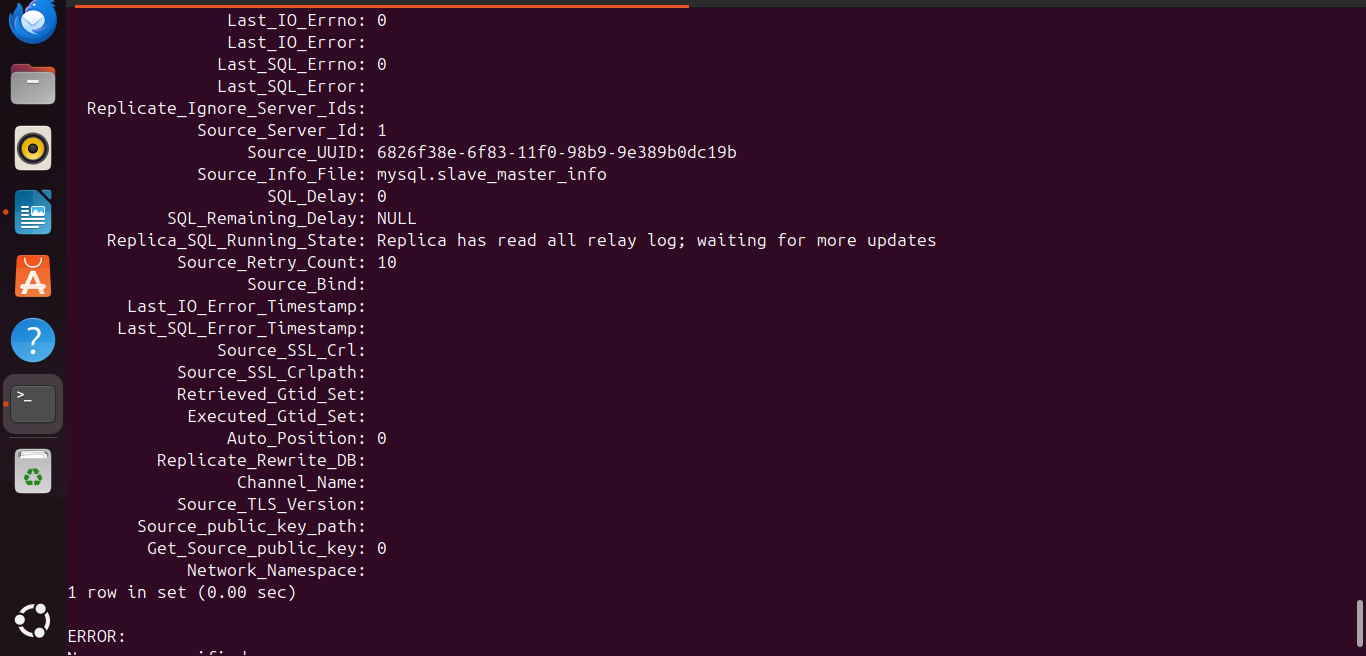 Last_IO_Errno: 0
Last_IO_Error:
Last_SQL_Errno: 0
Last_SQL_Error:
Replicate_Ignore_Server_Ids:
Source_Server_Id: 1
Source_UUID: 6826f38e-6f83-11f0-98b9-9e389b0dc19b
Source_Info_File: mysql.slave_master_info
SQL_Delay: 0
SQL_Remaining_Delay: NULL
Replica_SQL_Running_State: Replica has read all relay log; waiting for more updates
Source_Retry_Count: 10
Source_Bind:
Last_IO_Error_Timestamp:
Last_SQL_Error_Timestamp:
Source_SSL_Crl:
Source_SSL_Crlpath:
Retrieved_Gtid_Set:
Executed_Gtid_Set:
Auto_Position: 0
Replicate_Rewrite_DB:
Channel_Name:
Source_TLS_Version:
Source_public_key_path:
Get_Source_public_key: 0
Network_Namespace:
1 row in set (0.00 sec)
ERROR: